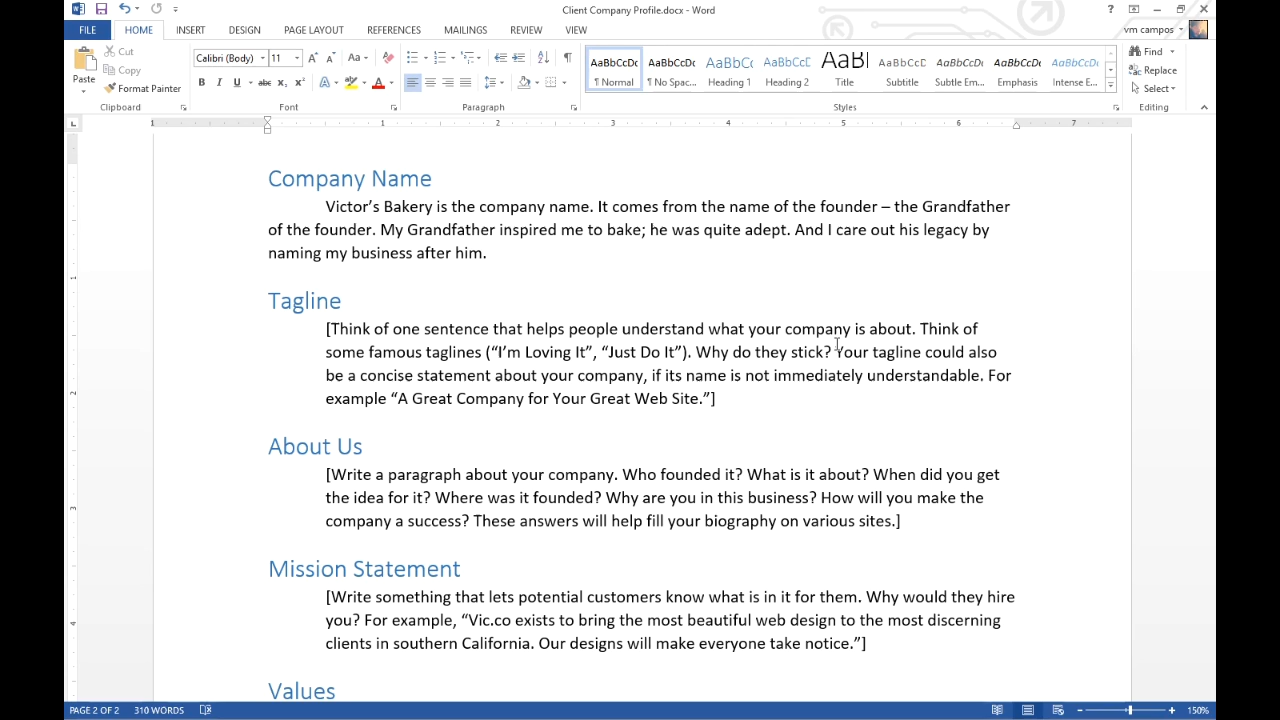 Client Company Profile.docx - Word
FILE HOME INSERT DESIGN PAGE LAYOUT REFERENCES MAILINGS REVIEW VIEW vm campos
Paste Cut Copy Format Painter
Calibri (Body) 11
AaBbCcDc AaBbCcDc AaBbCc AaBbCcD AaBl AaBbCcD AaBbCcDc AaBbCcDc AaBbCcDc
¶ Normal ¶ No Spac... Heading 1 Heading 2 Title Subtitle Subtle Em... Emphasis Intense E...
Find Replace Select
Clipboard Font Paragraph Styles Editing
1 1 2 3 4 5 6 7
Company Name
Victor’s Bakery is the company name. It comes from the name of the founder – the Grandfather
of the founder. My Grandfather inspired me to bake; he was quite adept. And I care out his legacy by
naming my business after him.
Tagline
[Think of one sentence that helps people understand what your company is about. Think of
some famous taglines (“I’m Loving It”, “Just Do It”). Why do they stick? Your tagline could also
be a concise statement about your company, if its name is not immediately understandable. For
example “A Great Company for Your Great Web Site.”]
About Us
[Write a paragraph about your company. Who founded it? What is it about? When did you get
the idea for it? Where was it founded? Why are you in this business? How will you make the
company a success? These answers will help fill your biography on various sites.]
Mission Statement
[Write something that lets potential customers know what is in it for them. Why would they hire
you? For example, “Vic.co exists to bring the most beautiful web design to the most discerning
clients in southern California. Our designs will make everyone take notice.”]
Values
PAGE 2 OF 2 310 WORDS 150%